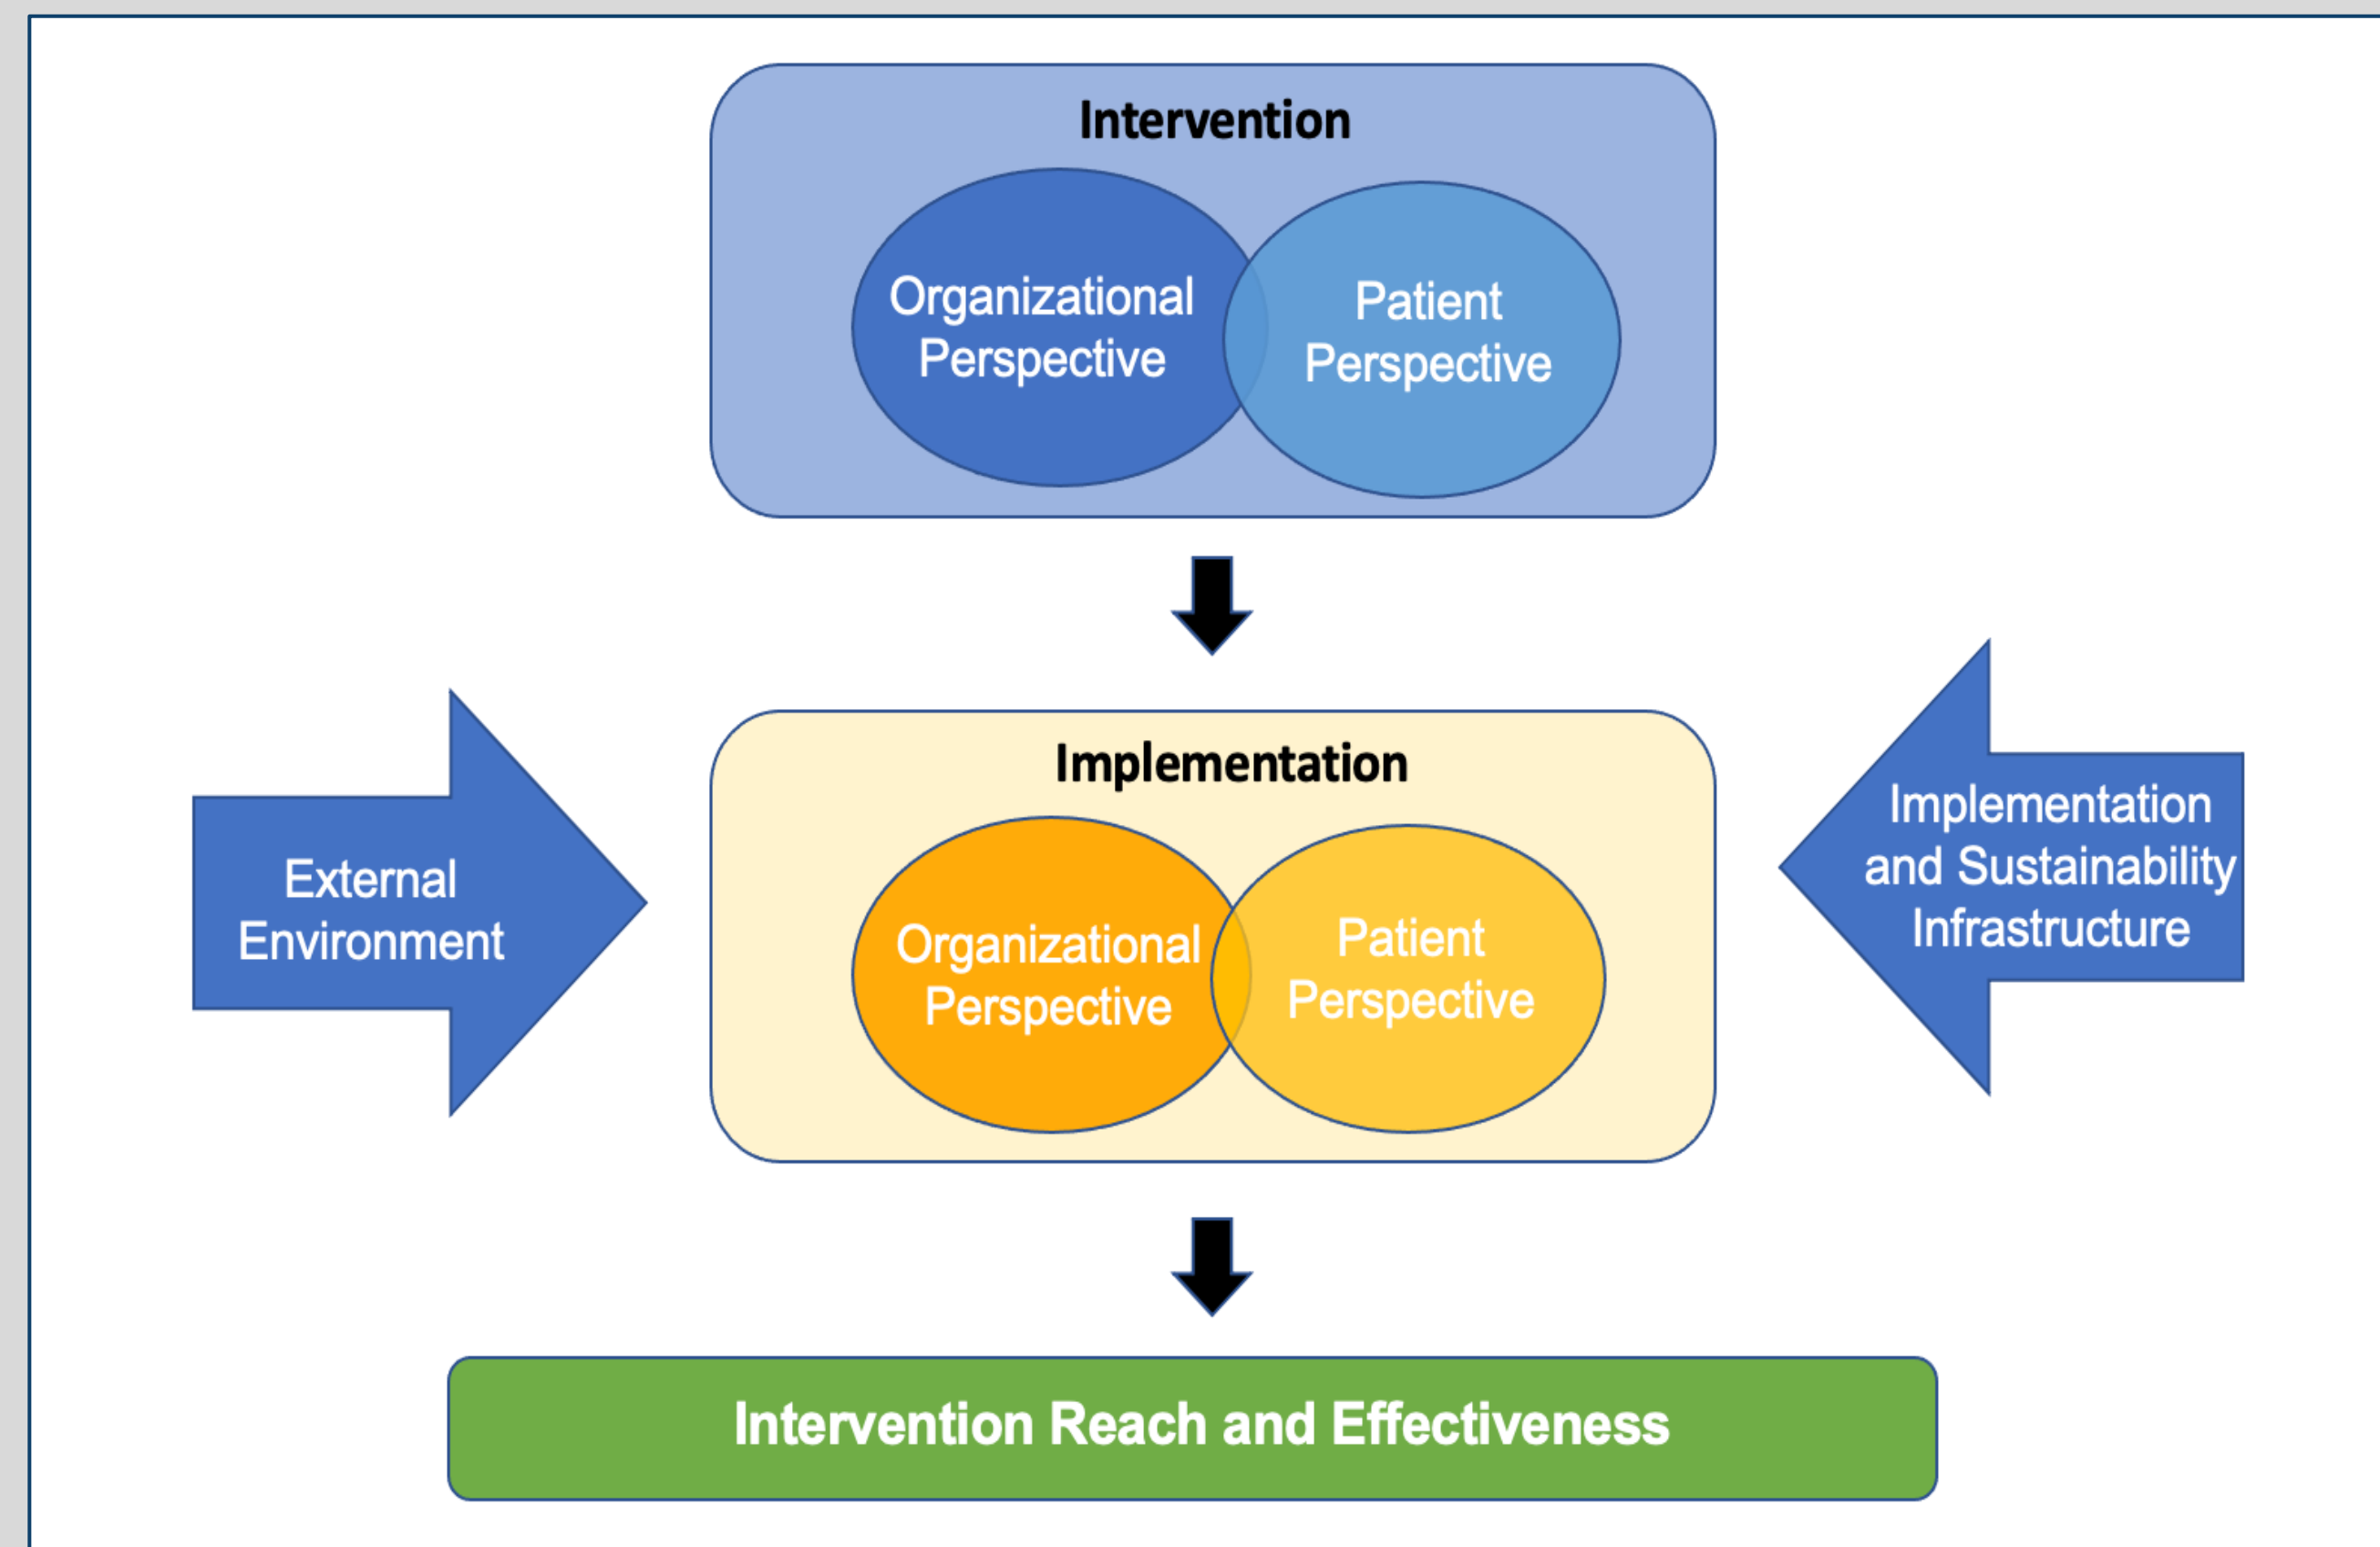 Intervention
Organizational
Perspective
Patient
Perspective
Implementation
Organizational
Perspective
Patient
Perspective
External
Environment
Implementation
and Sustainability
Infrastructure
Intervention Reach and Effectiveness